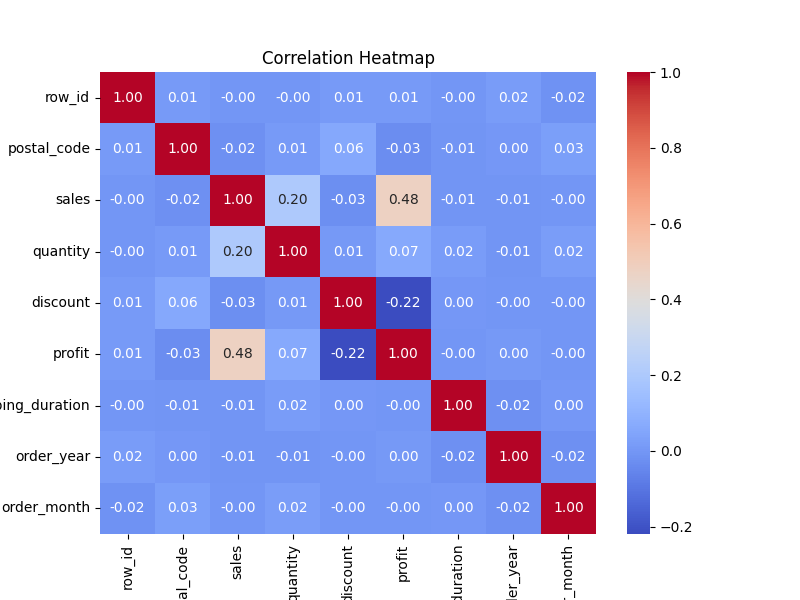 Correlation Heatmap
row_id 1.00 0.01 -0.00 -0.00 0.01 0.01 -0.00 0.02 -0.02
postal_code 0.01 1.00 -0.02 0.01 0.06 -0.03 -0.01 0.00 0.03
sales -0.00 -0.02 1.00 0.20 -0.03 0.48 -0.01 -0.01 -0.00
quantity -0.00 0.01 0.20 1.00 0.01 0.07 0.02 -0.01 0.02
discount 0.01 0.06 -0.03 0.01 1.00 -0.22 0.00 -0.00 -0.00
profit 0.01 -0.03 0.48 0.07 -0.22 1.00 -0.00 0.00 -0.00
ping_duration -0.00 -0.01 -0.01 0.02 0.00 -0.00 1.00 -0.02 0.00
order_year 0.02 0.00 -0.01 -0.01 -0.00 0.00 -0.02 1.00 -0.02
order_month -0.02 0.03 -0.00 0.02 -0.00 -0.00 0.00 -0.02 1.00
row_id
al_code
sales
quantity
discount
profit
duration
der_year
r_month
1.0
0.8
0.6
0.4
0.2
0.0
−0.2